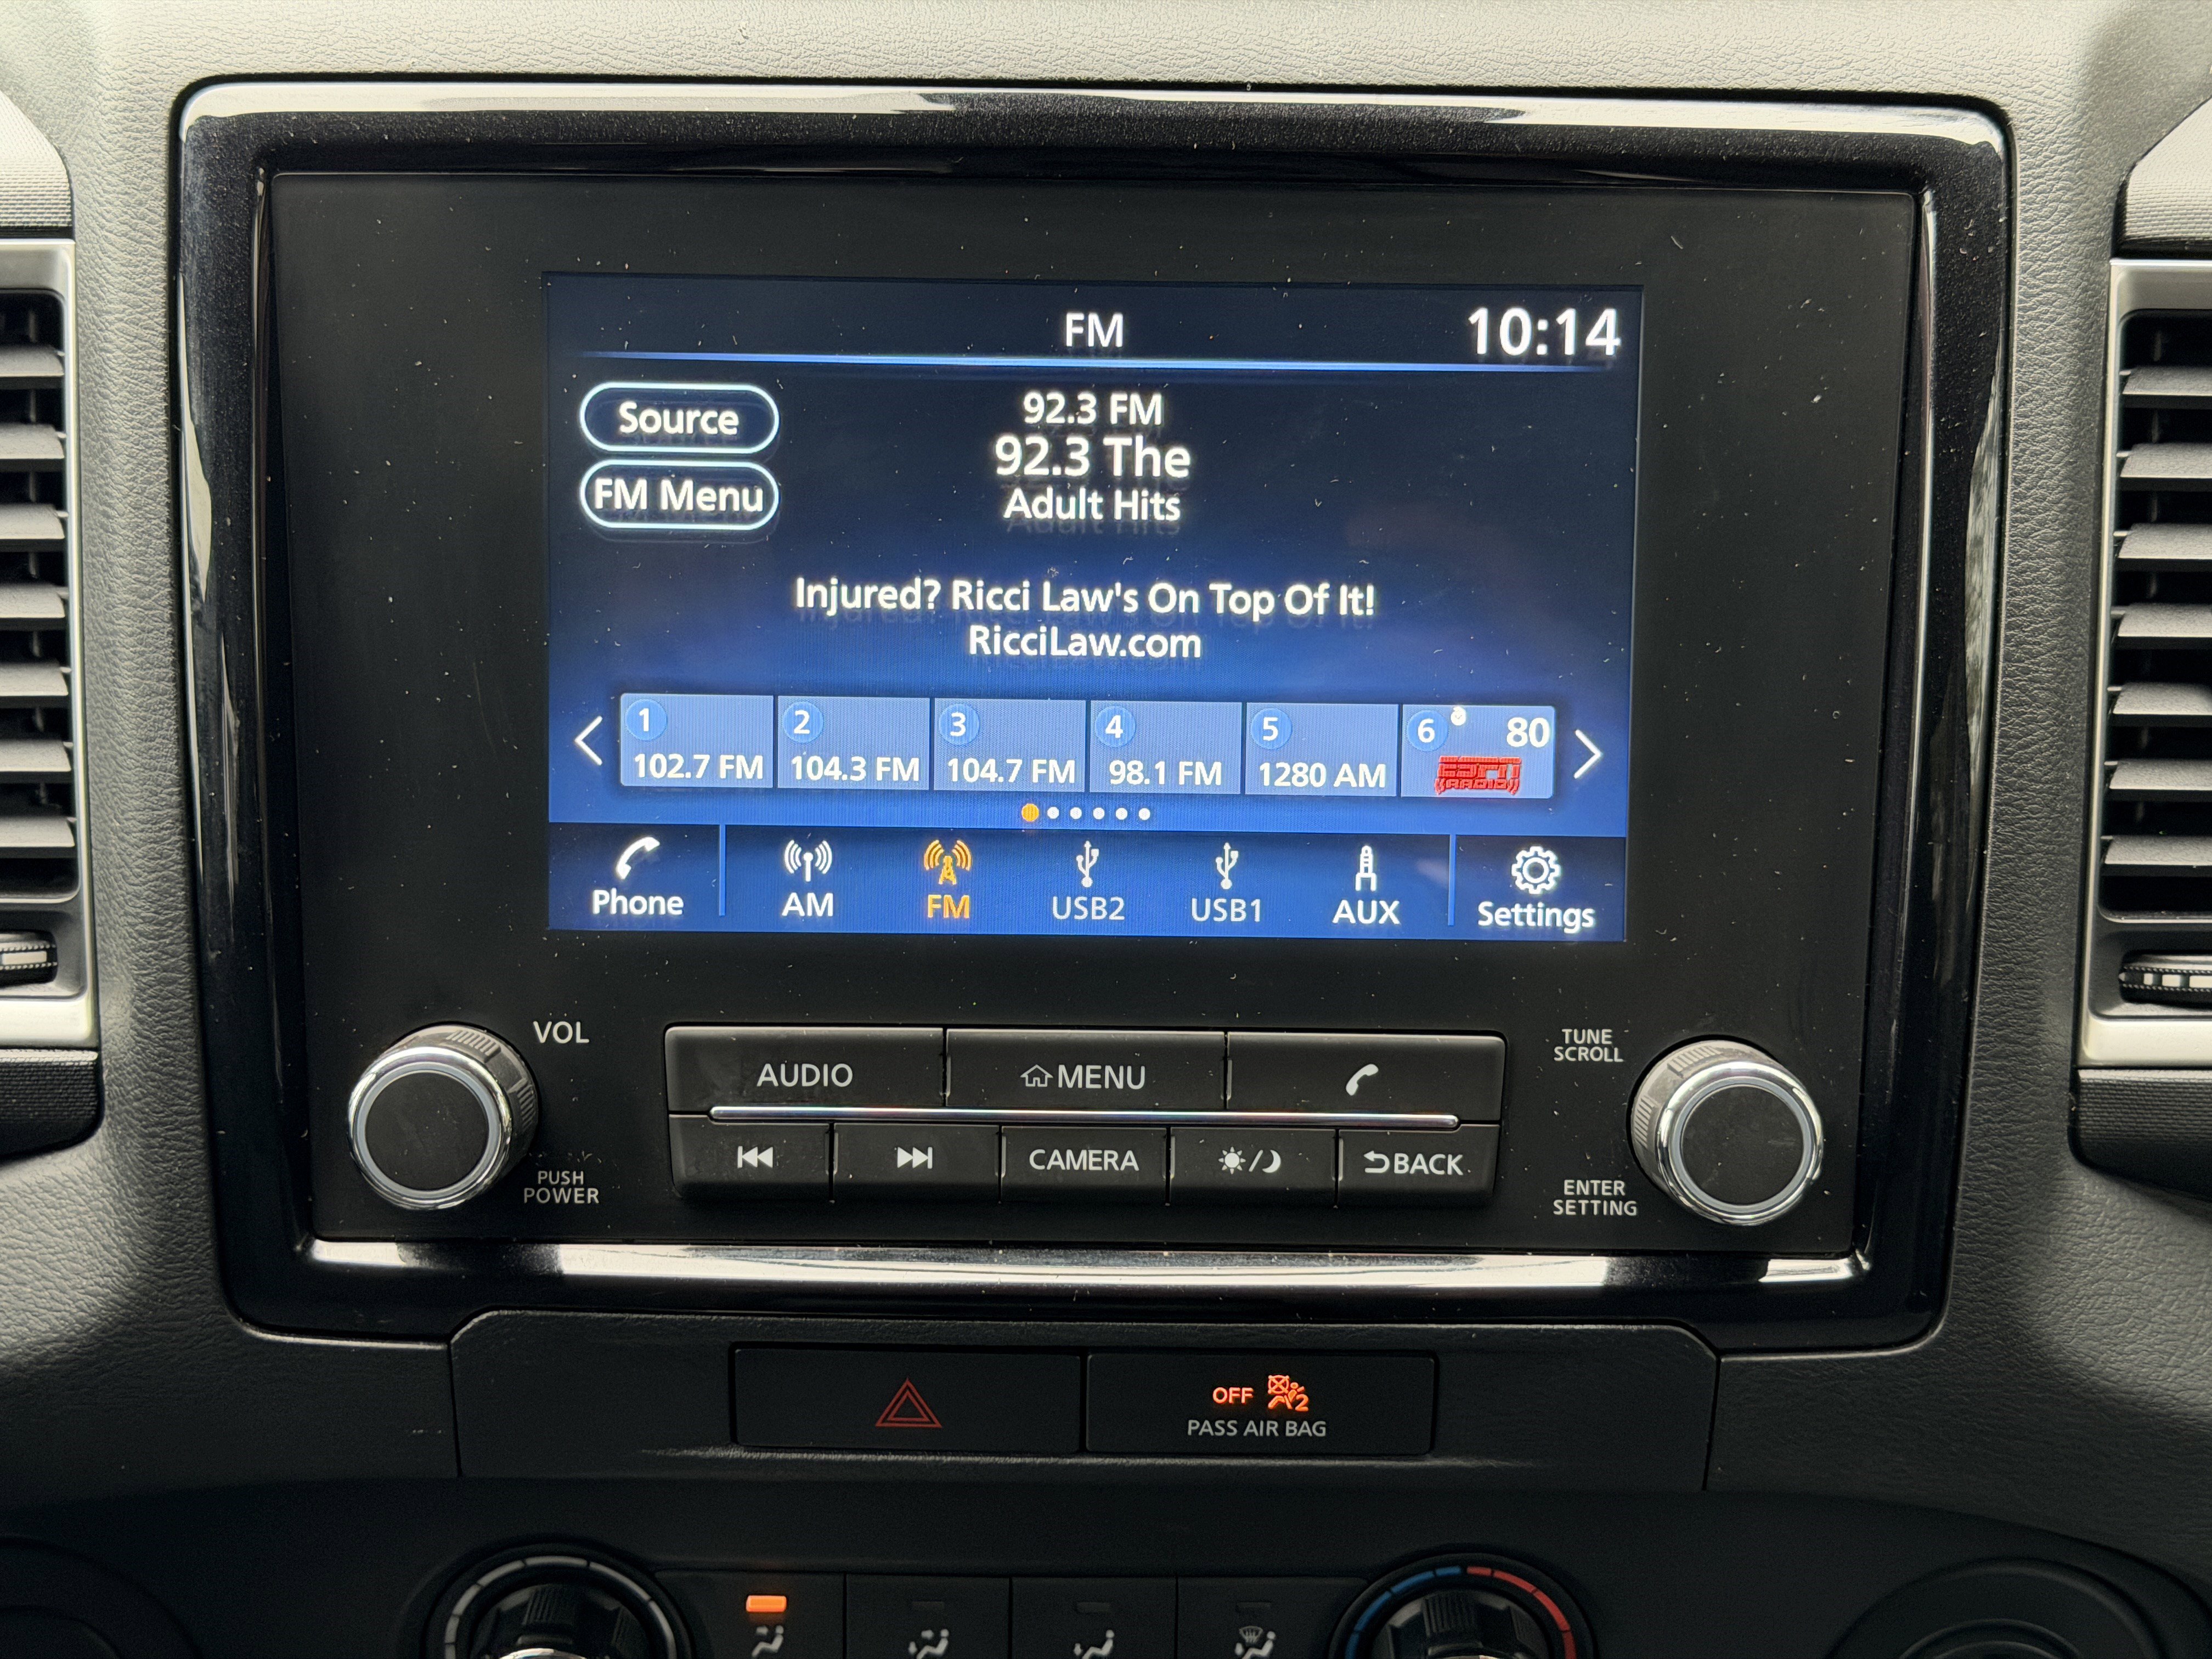 FM
10:14
Source
FM Menu
92.3 FM
92.3 The
Adult Hits
Injured? Ricci Law's On Top Of It!
RicciLaw.com
1 102.7 FM
2 104.3 FM
3 104.7 FM
4 98.1 FM
5 1280 AM
6 80
ESPN
RADIO
Phone
AM
FM
USB2
USB1
AUX
Settings
VOL
PUSH
POWER
AUDIO
MENU
CAMERA
BACK
TUNE
SCROLL
ENTER
SETTING
OFF 2
PASS AIR BAG